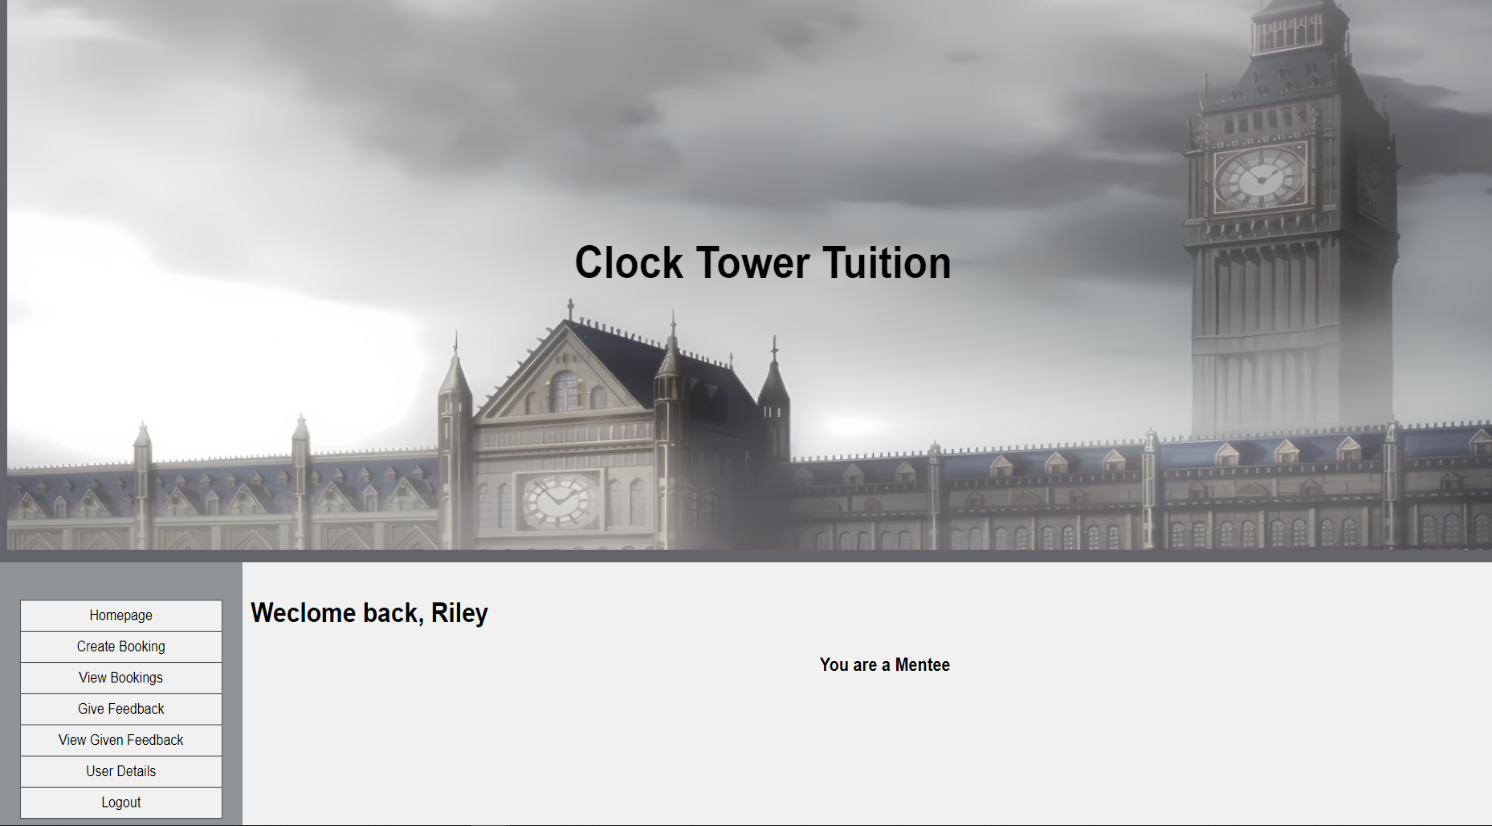 Clock Tower Tuition
Homepage
Create Booking
View Bookings
Give Feedback
View Given Feedback
User Details
Logout
Weclome back, Riley
You are a Mentee